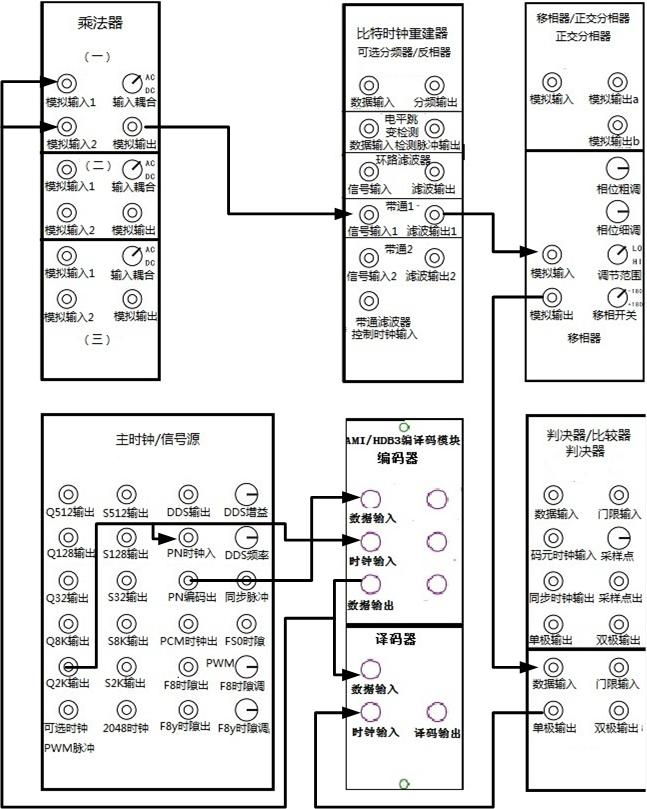 乘法器
（一）
AC
DC
模拟输入1
输入耦合
模拟输入2
模拟输出
（二）
AC
DC
模拟输入1
输入耦合
模拟输入2
模拟输出
AC
DC
模拟输入1
输入耦合
模拟输入2
模拟输出
（三）
比特时钟重建器
可选分频器/反相器
数据输入
分频输出
电平跳
变检测
数据输入
检测脉冲输出
环路滤波器
信号输入
滤波输出
带通1
信号输入1
滤波输出1
带通2
信号输入2
滤波输出2
带通滤波器
控制时钟输入
移相器/正交分相器
正交分相器
模拟输入
模拟输出a
模拟输出b
相位粗调
相位细调
LO
HI
模拟输入
调节范围
-180
+180
模拟输出
移相开关
移相器
主时钟/信号源
Q512输出
S512输出
DDS输出
DDS增益
Q128输出
S128输出
PN时钟入
DDS频率
Q32输出
S32输出
PN编码出
同步脉冲
Q8K输出
S8K输出
PCM时钟出
FS0时隙
PWM
Q2K输出
S2K输出
F8时隙出
F8时隙调
可选时钟
2048时钟
F8y时隙出
F8y时隙调
PWM脉冲
AMI/HDB3编译码模块
编码器
数据输入
时钟输入
数据输出
译码器
数据输入
时钟输入
译码输出
判决器/比较器
判决器
数据输入
门限输入
码元时钟输入
采样点
同步时钟输出
采样点出
单极输出
双极输出
数据输入
门限输入
单极输出
双极输出